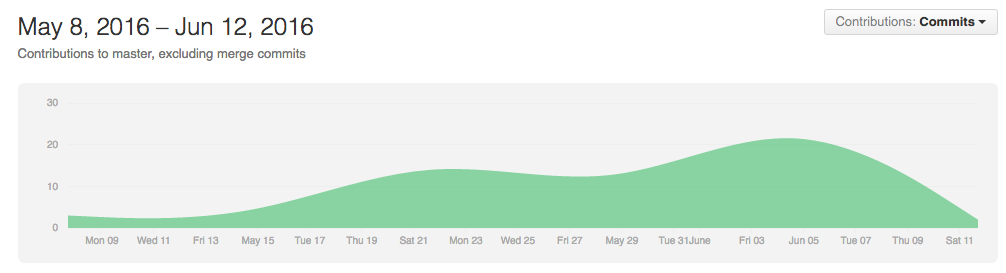 May 8, 2016 – Jun 12, 2016
Contributions: Commits
Contributions to master, excluding merge commits
30
20
10
0
Mon 09 Wed 11 Fri 13 May 15 Tue 17 Thu 19 Sat 21 Mon 23 Wed 25 Fri 27 May 29 Tue 31 June Fri 03 Jun 05 Tue 07 Thu 09 Sat 11